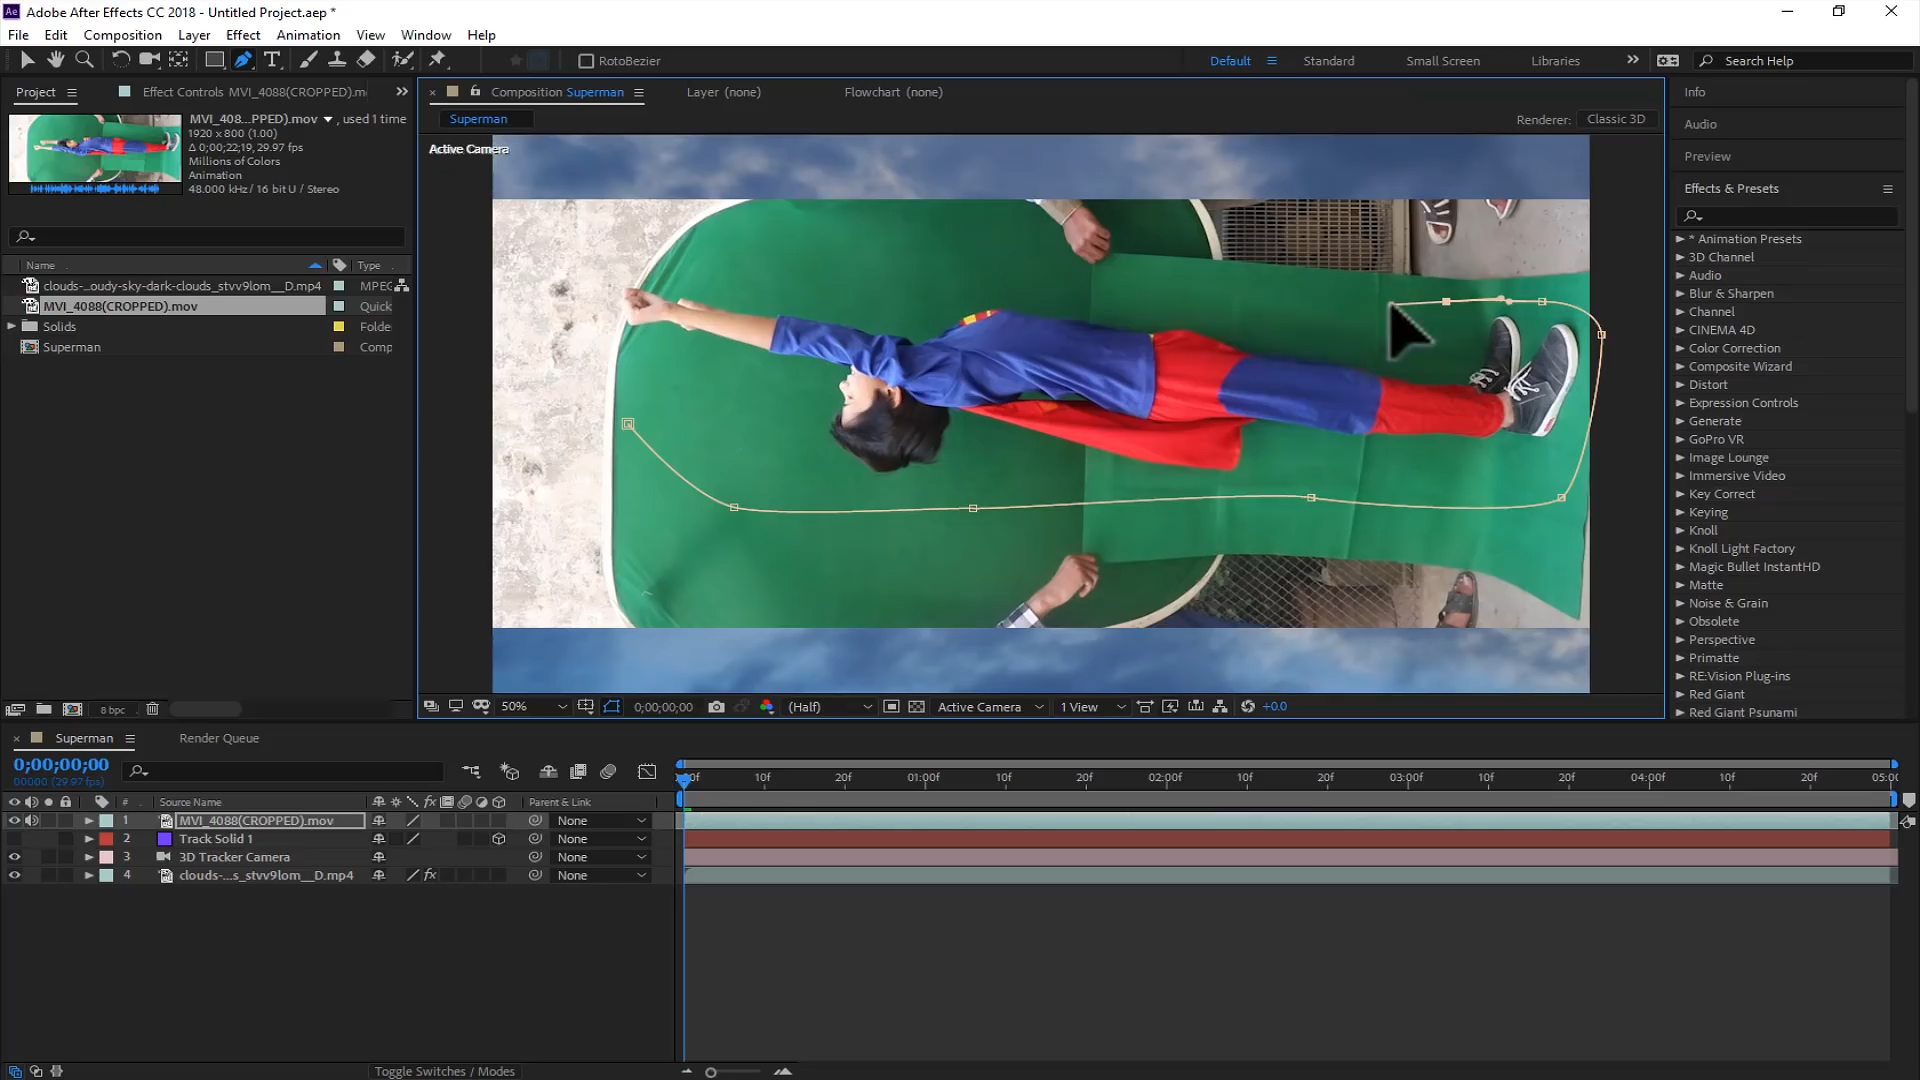 Adobe After Effects CC 2018 - Untitled Project.aep *
File Edit Composition Layer Effect Animation View Window Help
RotoBezier
Default Standard Small Screen Libraries
Search Help
Project
Effect Controls MVI_4088(CROPPED).m
Composition Superman
Layer (none)
Flowchart (none)
Superman
Renderer: Classic 3D
Active Camera
MVI_408...PPED).mov , used 1 time
1920 x 800 (1.00)
Δ 0;00;22;19, 29.97 fps
Millions of Colors
Animation
48.000 kHz / 16 bit U / Stereo
Name Type
clouds-..oudy-sky-dark-clouds_stvv9lom__D.mp4 MPEG
MVI_4088(CROPPED).mov Quick
Solids Folde
Superman Comp
8 bpc
50% 0;00;00;00 (Half) Active Camera 1 View +0.0
Info
Audio
Preview
Effects & Presets
* Animation Presets
3D Channel
Audio
Blur & Sharpen
Channel
CINEMA 4D
Color Correction
Composite Wizard
Distort
Expression Controls
Generate
GoPro VR
Image Lounge
Immersive Video
Key Correct
Keying
Knoll
Knoll Light Factory
Magic Bullet InstantHD
Matte
Noise & Grain
Obsolete
Perspective
Primatte
RE:Vision Plug-ins
Red Giant
Red Giant Psunami
Superman
Render Queue
0;00;00;00
00000 (29.97 fps)
10f 20f 01:00f 10f 20f 02:00f 10f 20f 03:00f 10f 20f 04:00f 10f 20f 05:00
# Source Name fx Parent & Link
1 MVI_4088(CROPPED).mov None
2 Track Solid 1 None
3 3D Tracker Camera None
4 clouds-...s_stvv9lom__D.mp4 fx None
Toggle Switches / Modes